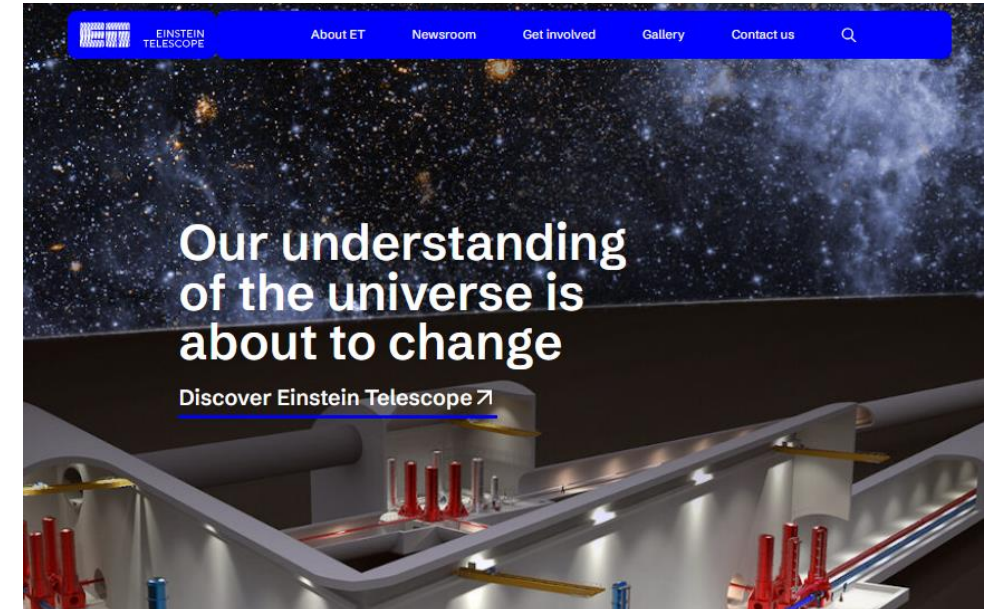 EINSTEIN
TELESCOPE
About ET
Newsroom
Get involved
Gallery
Contact us
Our understanding
of the universe is
about to change
Discover Einstein Telescope